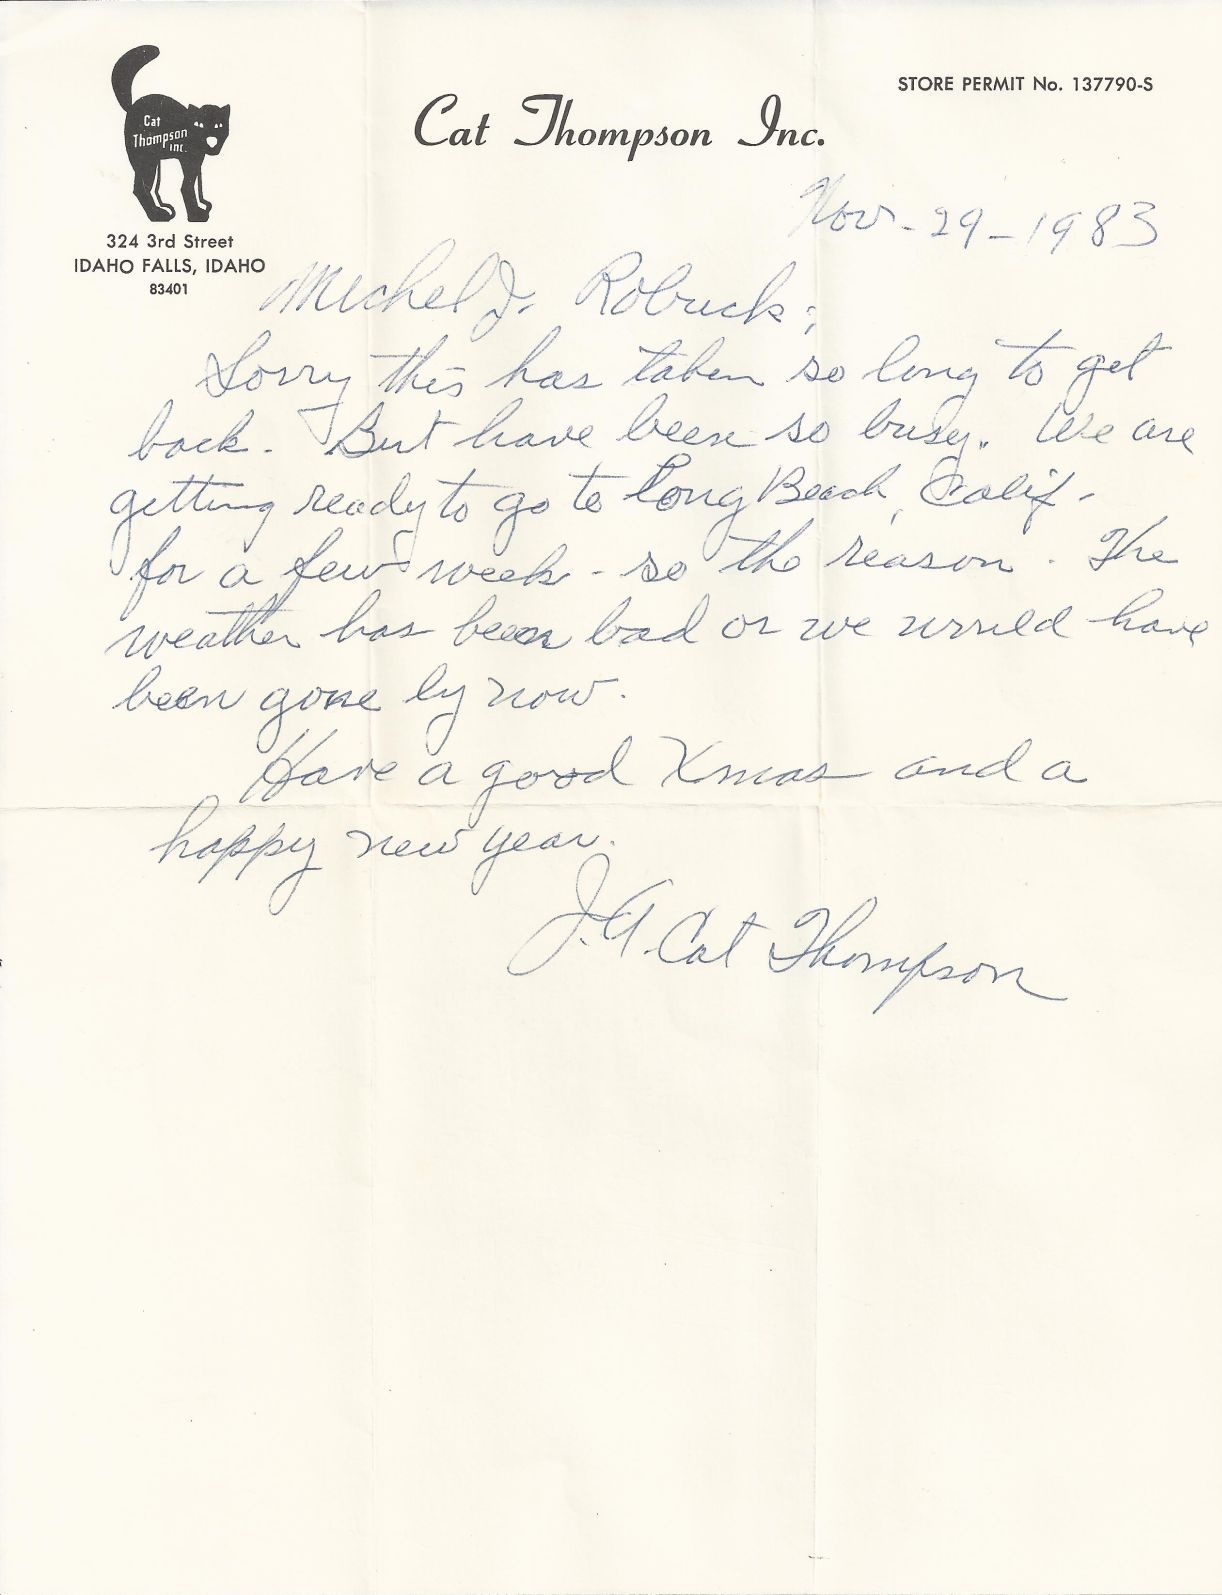 STORE PERMIT No. 137790-S
Cat Thompson Inc.
Cat
Thompson
inc.
324 3rd Street
IDAHO FALLS, IDAHO
83401
Nov. - 29 - 1983
Michel J. Robuck;
Sorry this has taken so long to get
back. But have been so busy. We are
getting ready to go to Long Beach, Calif.
for a few week - so the reason. The
weather has been bad or we would have
been gone by now.
Have a good Xmas and a
happy new year.
J.A. Cat Thompson